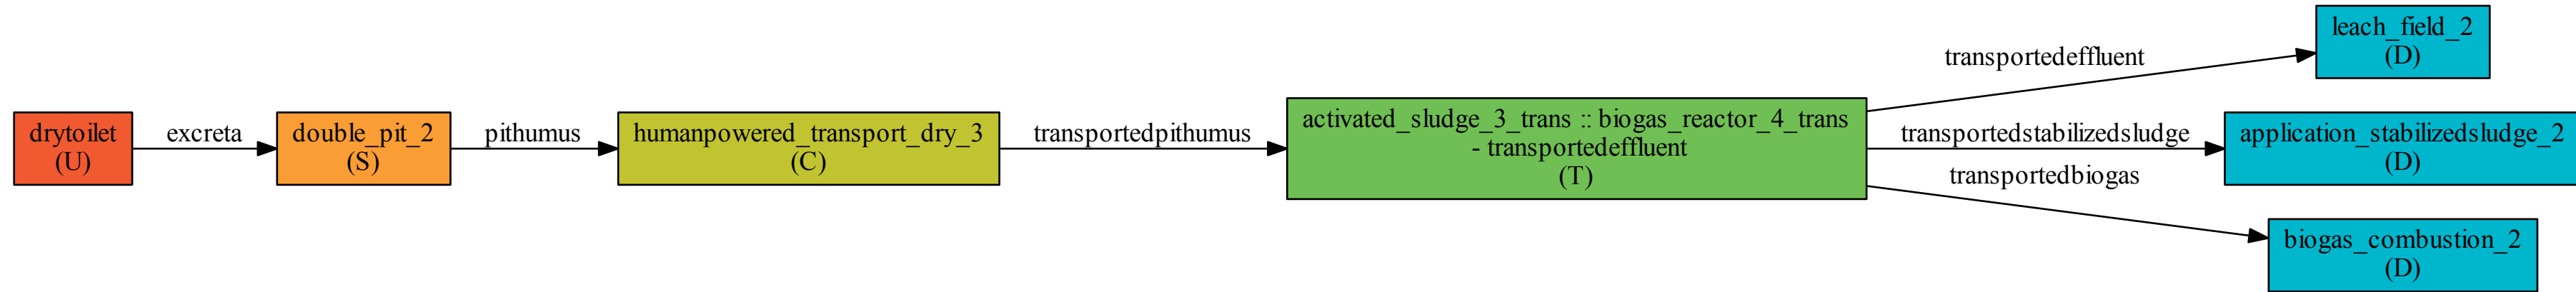 drytoilet
(U)
excreta
double_pit_2
(S)
pithumus
humanpowered_transport_dry_3
(C)
transportedpithumus
activated_sludge_3_trans :: biogas_reactor_4_trans
- transportedeffluent
(T)
transportedeffluent
leach_field_2
(D)
transportedstabilizedsludge
application_stabilizedsludge_2
(D)
transportedbiogas
biogas_combustion_2
(D)